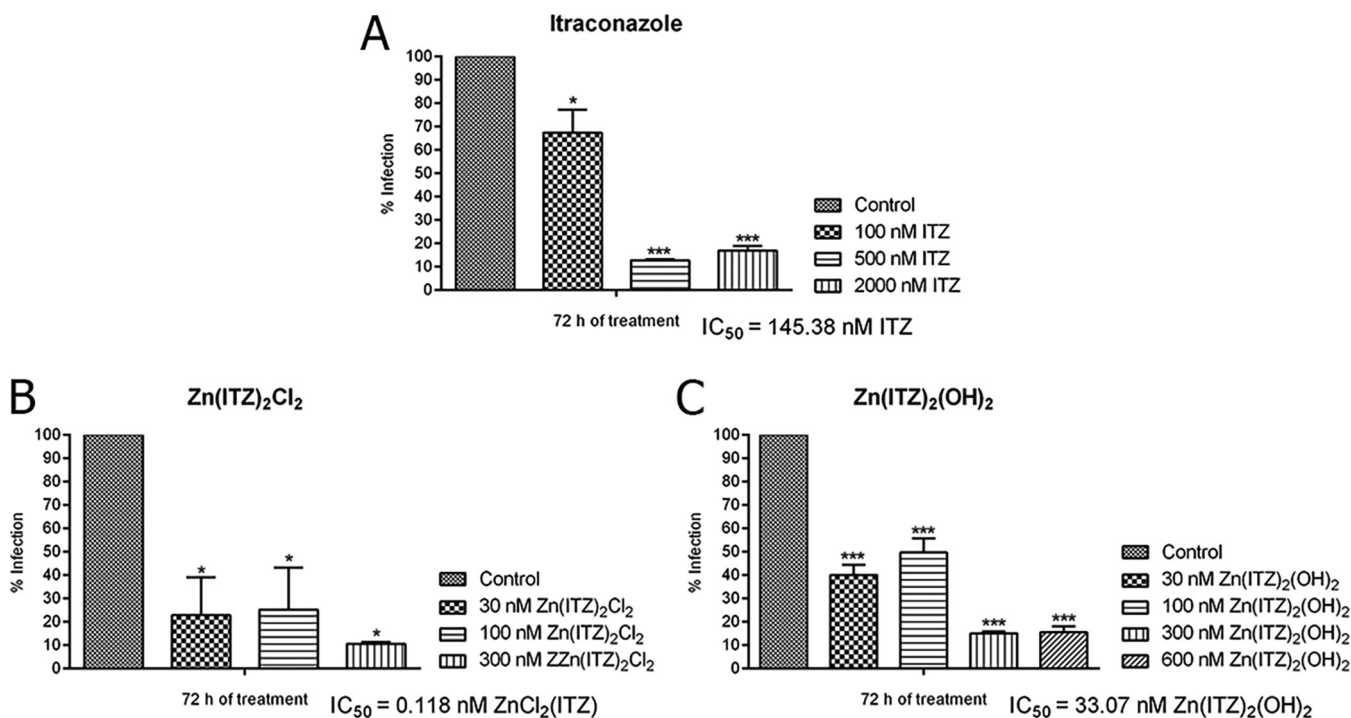 A
Itraconazole
% Infection
100
90
80
70
60
50
40
30
20
10
0
*
***
***
Control
100 nM ITZ
500 nM ITZ
2000 nM ITZ
72 h of treatment
IC₅₀ = 145.38 nM ITZ
B
Zn(ITZ)₂Cl₂
% Infection
100
90
80
70
60
50
40
30
20
10
0
*
*
*
Control
30 nM Zn(ITZ)₂Cl₂
100 nM Zn(ITZ)₂Cl₂
300 nM ZZn(ITZ)₂Cl₂
72 h of treatment
IC₅₀ = 0.118 nM ZnCl₂(ITZ)
C
Zn(ITZ)₂(OH)₂
% Infection
100
90
80
70
60
50
40
30
20
10
0
***
***
***
***
Control
30 nM Zn(ITZ)₂(OH)₂
100 nM Zn(ITZ)₂(OH)₂
300 nM Zn(ITZ)₂(OH)₂
600 nM Zn(ITZ)₂(OH)₂
72 h of treatment
IC₅₀ = 33.07 nM Zn(ITZ)₂(OH)₂